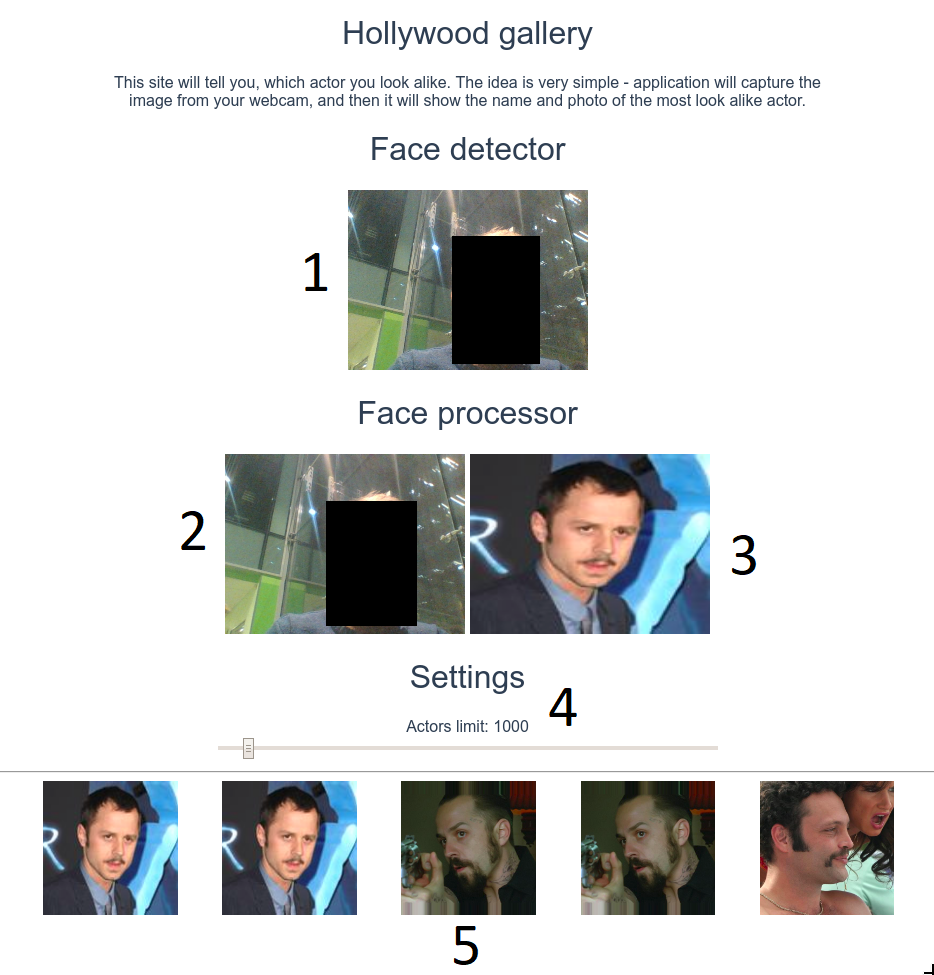 Hollywood gallery
This site will tell you, which actor you look alike. The idea is very simple - application will capture the
image from your webcam, and then it will show the name and photo of the most look alike actor.
Face detector
1
Face processor
2
R
3
Settings
4
Actors limit: 1000
R
R
5